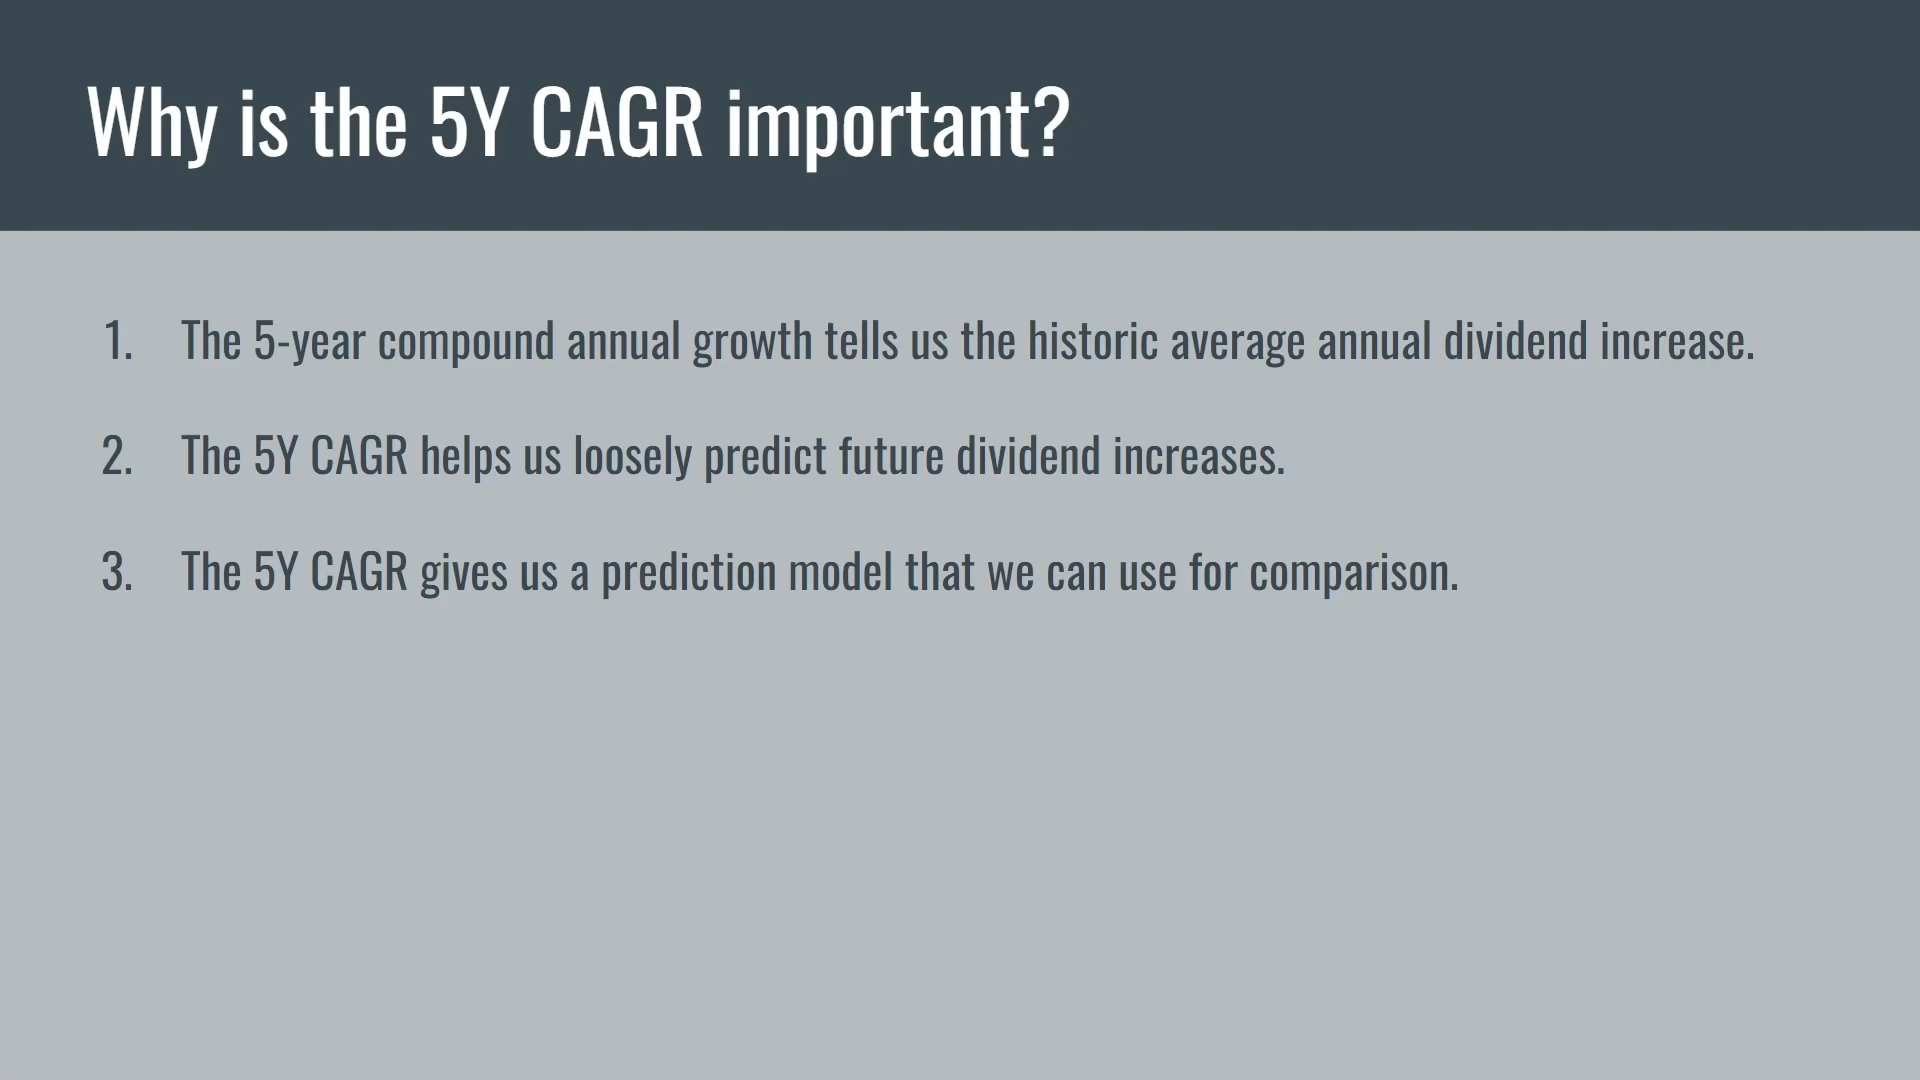 Why is the 5Y CAGR important?
1. The 5-year compound annual growth tells us the historic average annual dividend increase.
2. The 5Y CAGR helps us loosely predict future dividend increases.
3. The 5Y CAGR gives us a prediction model that we can use for comparison.